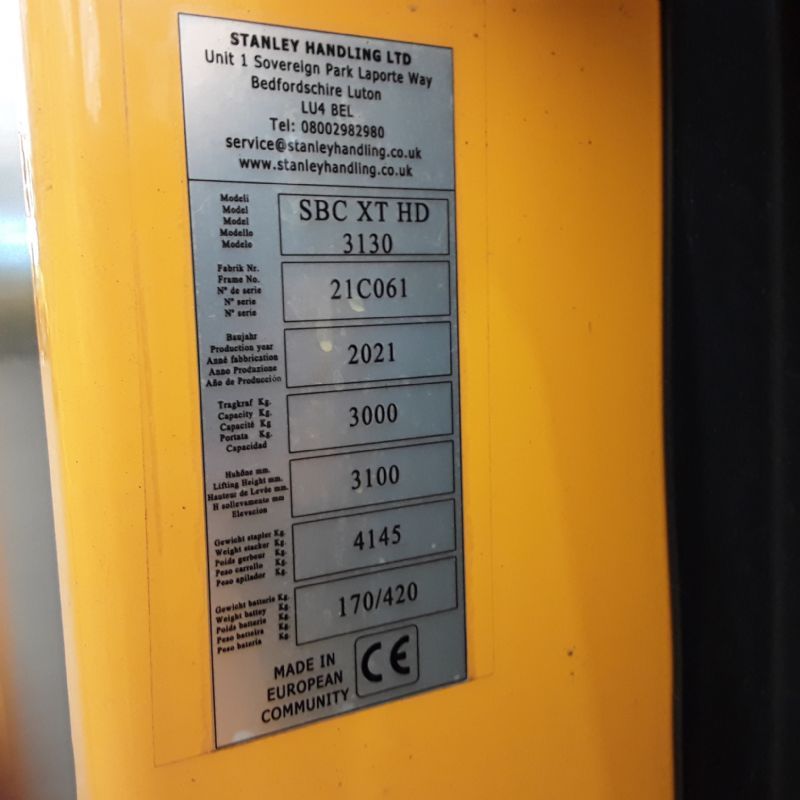 STANLEY HANDLING LTD
Unit 1 Sovereign Park Laporte Way
Bedfordschire Luton
LU4 BEL
Tel: 08002982980
service@stanleyhandling.co.uk
www.stanleyhandling.co.uk
Modeli
Model
Model
Modello
Modelo
SBC XT HD
3130
Fabrik Nr.
Frame No.
N° de serie
N° serie
N° serie
21C061
Baujahr
Production year
Anné fabbrication
Anno Produzione
Año de Producción
2021
Tragkraf Kg.
Capacity Kg.
Capacité Kg
Portata Kg.
Capacidad
3000
Huhöne mm.
Lifting Height mm.
Hauteur de Levée mm.
H sollevamento mm
Elevacion
3100
Gewicht stapler Kg.
Weight stacker Kg.
Poids gerbeur Kg.
Peso carrello Kg.
Peso apilador Kg.
4145
Gewicht batterie Kg.
Weight battey Kg.
Poids batterie Kg.
Peso batteira Kg.
Peso bateria Kg.
170/420
MADE IN
EUROPEAN
COMMUNITY
CE